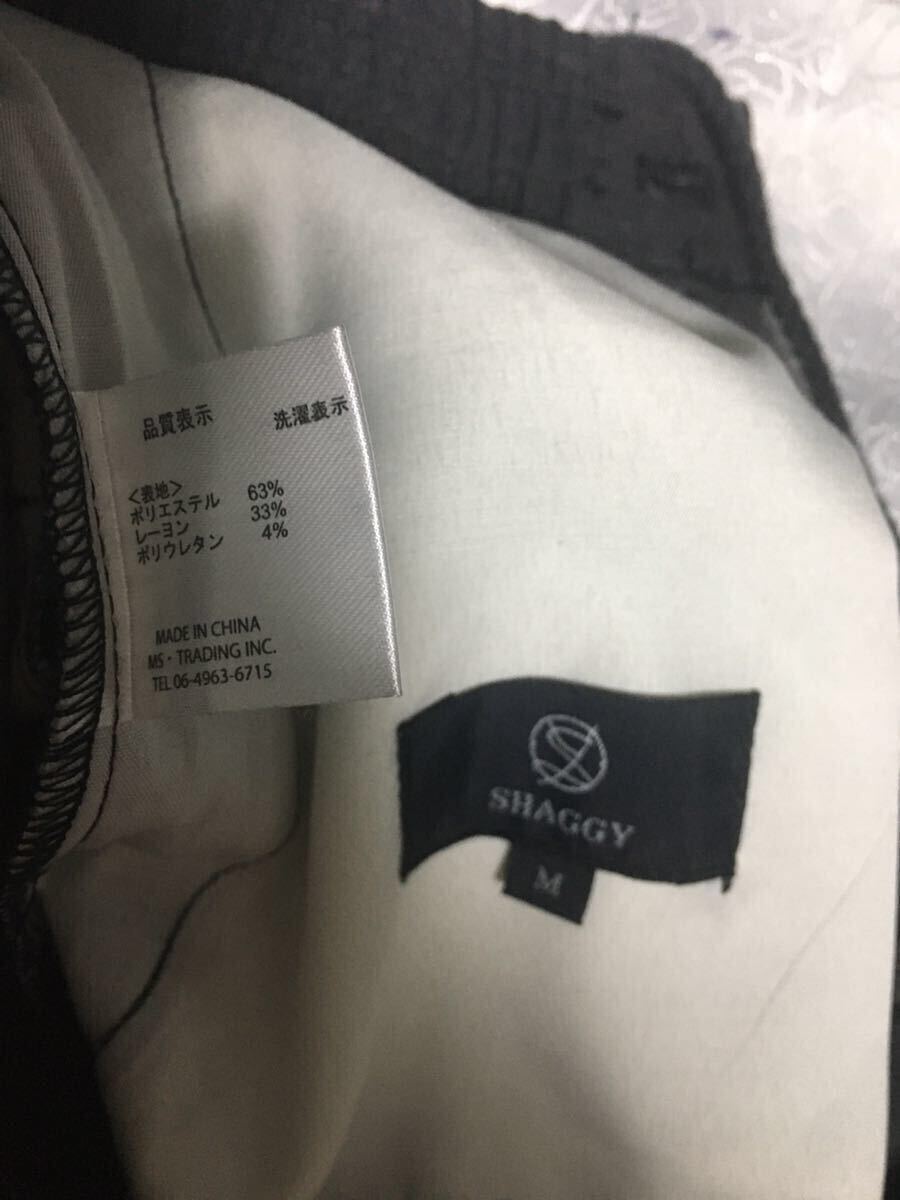 品質表示 洗濯表示
<表地>
ポリエステル 63%
レーヨン 33%
ポリウレタン 4%
MADE IN CHINA
MS・TRADING INC.
TEL 06-4963-6715
SHAGGY
M